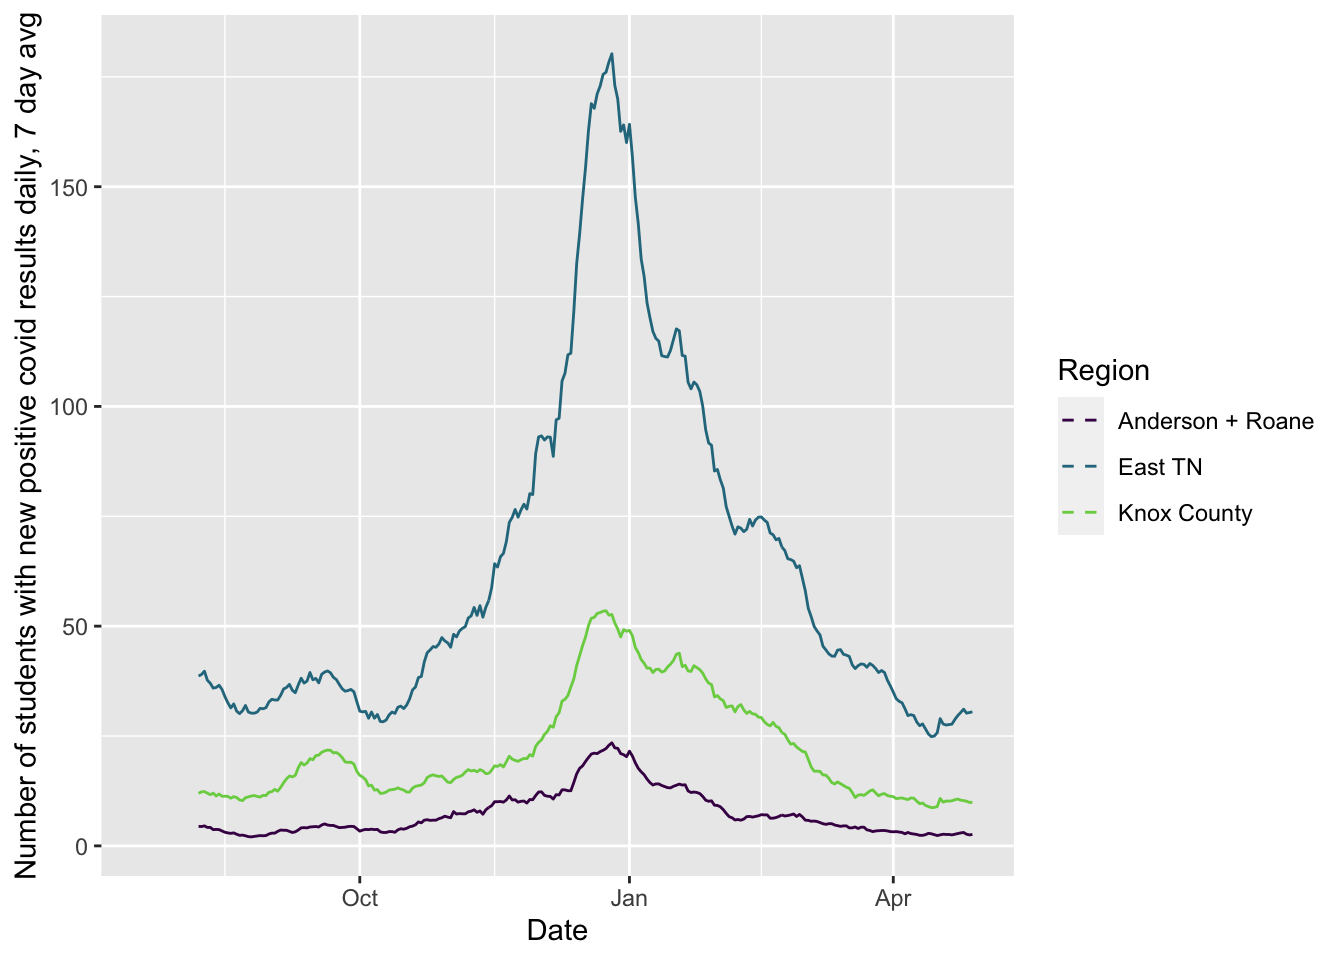 Number of students with new positive covid results daily, 7 day avg
150
100
50
0
Oct
Jan
Apr
Date
Region
Anderson + Roane
East TN
Knox County